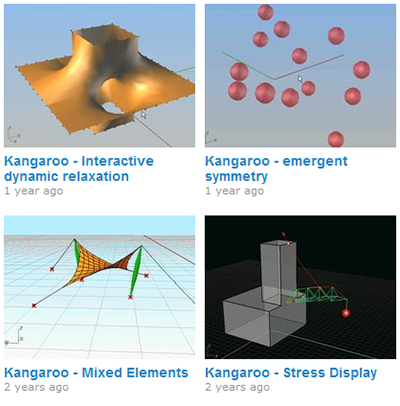 Kangaroo - Interactive
dynamic relaxation
1 year ago
Kangaroo - emergent
symmetry
1 year ago
Kangaroo - Mixed Elements
2 years ago
Kangaroo - Stress Display
2 years ago